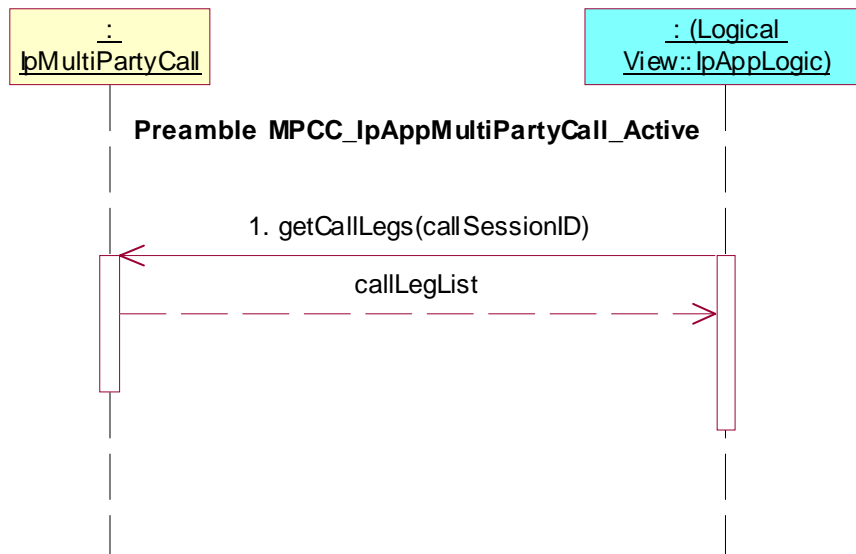 :
IpMultiPartyCall
: (Logical
View::IpAppLogic)
Preamble MPCC_IpAppMultiPartyCall_Active
1. getCallLegs(callSessionID)
callLegList